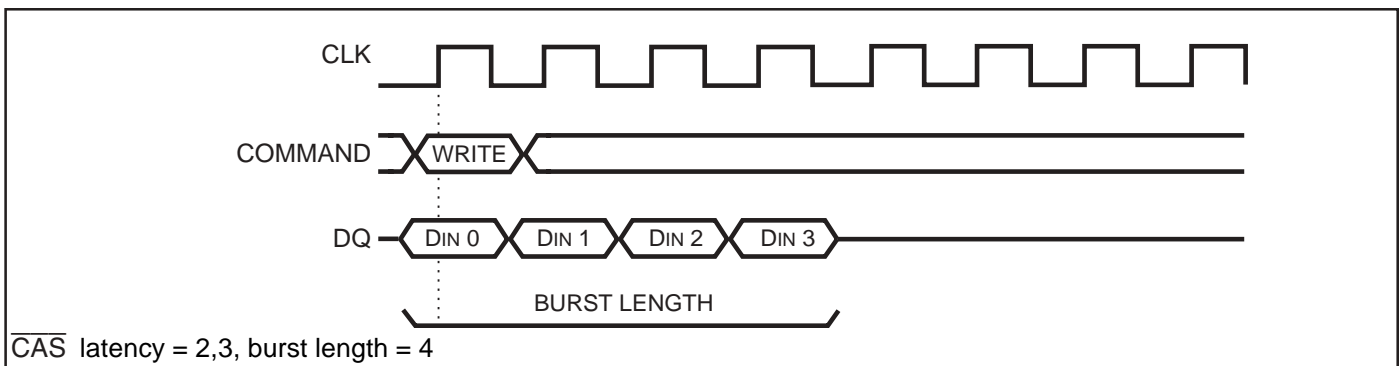 CLK
COMMAND WRITE
DQ DIN 0 DIN 1 DIN 2 DIN 3
BURST LENGTH
CAS latency = 2,3, burst length = 4